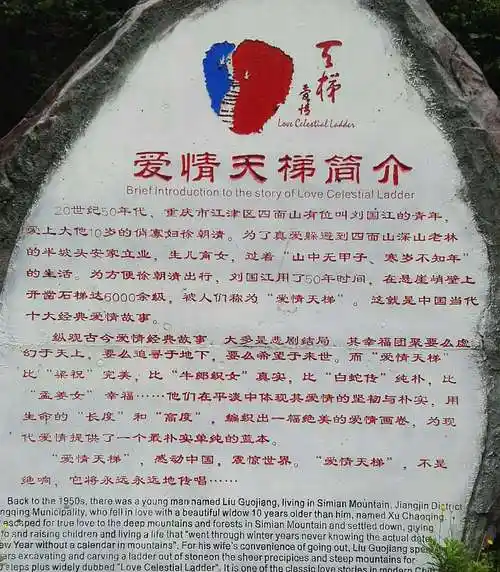 天梯
爱情
Love Celestial Ladder
爱情天梯简介
Brief introduction to the story of Love Celestial Ladder
20世纪50年代，重庆市江津区四面山有位叫刘国江的青年，
爱上大他10岁的俏寡妇徐朝清。为了真爱躲避到四面山深山老林
的半坡头安家立业，生儿育女，过着“山中无甲子、寒岁不知年”
的生活。为方便徐朝清出行，刘国江用了50年时间，在悬崖峭壁上
开凿石梯达6000余级，被人们称为“爱情天梯”。这就是中国当代
十大经典爱情故事。
纵观古今爱情经典故事，大多是悲剧结局，其幸福团聚要么虚
幻于天上，要么追寻于地下，要么希望于来世。而“爱情天梯”
比“梁祝”完美，比“牛郎织女”真实，比“白蛇传”纯朴，比
“孟姜女”幸福……他们在平淡中体现其爱情的坚物与朴实，用
生命的“长度”和“高度”，编织出一幅绝美的爱情画卷，为现
代爱情提供了一个最朴实单纯的蓝本。
“爱情天梯”，感动中国，震惊世界。“爱情天梯”，不是
绝响，它将永远永远地传唱……
Back to the 1950s, there was a young man named Liu Guojiang, living in Simian Mountain, Jiangjin District
ngqing Municipality, who fell in love with a beautiful widow 10 years older than him, named Xu Chaoqing
scaped for true love to the deep mountains and forests in Simian Mountain and settled down, giving
to and raising children and living a life that "went through winter years never knowing the actual date
ew Year without a calendar in mountains". For his wife's convenience of going out, Liu Guojiang spe
ars excavating and carving a ladder out of stone on the sheer precipices and steep mountains for
steps plus widely dubbed "Love Celestial Ladder". It is one of the classic love stories in modern Chin